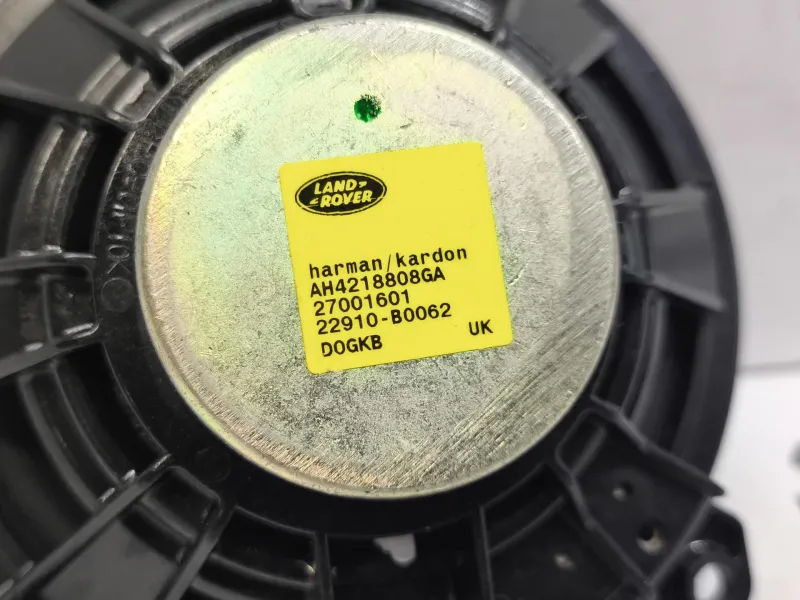 LAND
ROVER
harman/kardon
AH4218808GA
27001601
22910-B0062
D0GKB UK